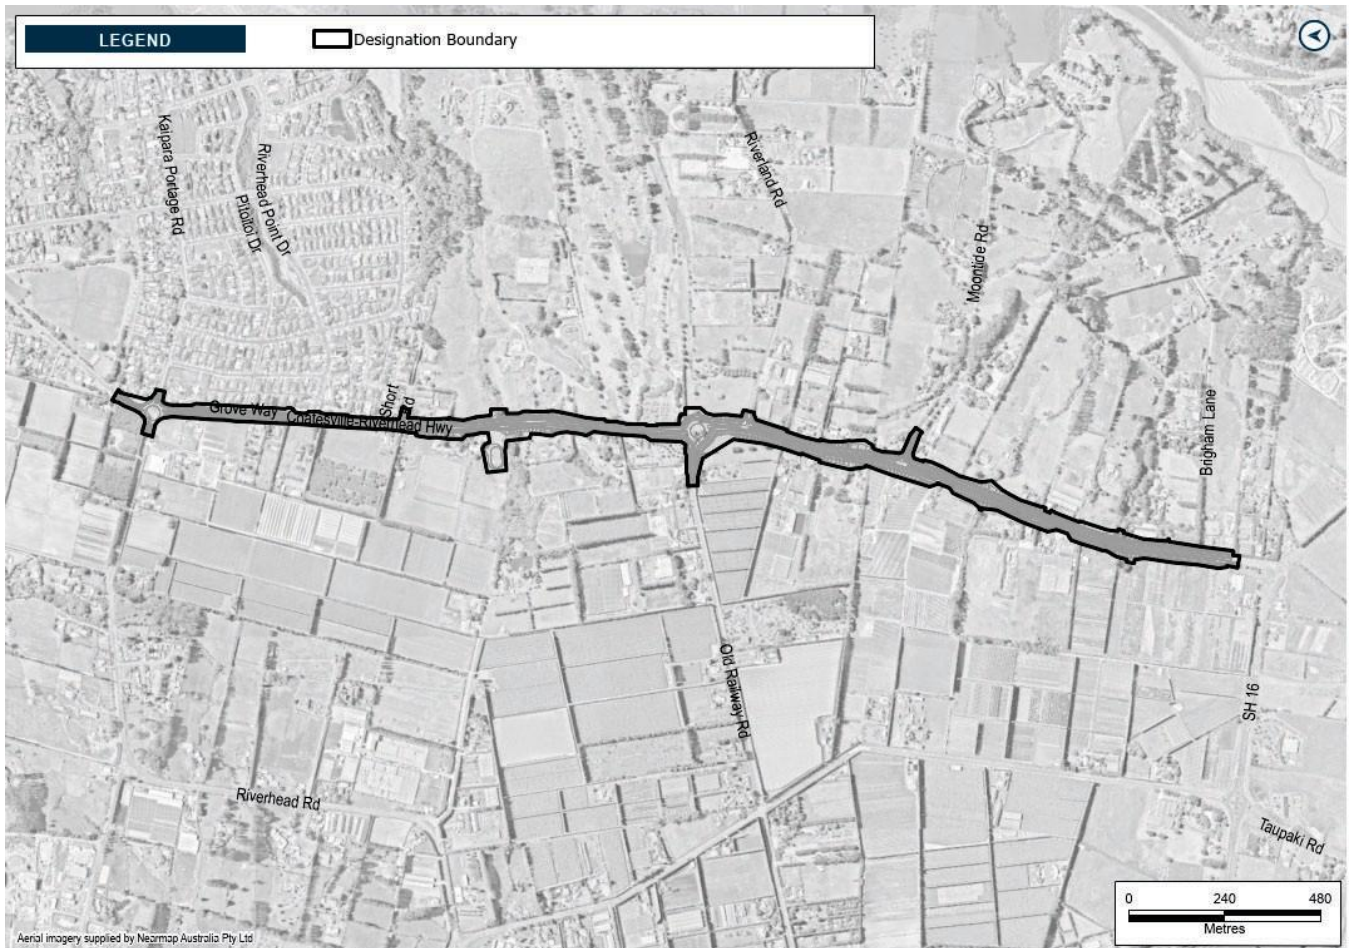 LEGEND
Designation Boundary
Kaipara Portage Rd
Riverhead Point Dr
Pitoitoi Dr
Riverland Rd
Moontide Rd
Short
Rd
Grove Way
Coatesville-Riverhead Hwy
Brigham Lane
Old Railway Rd
SH 16
Riverhead Rd
Taupaki Rd
0 240 480
Metres
Aerial imagery supplied by Nearmap Australia Pty Ltd